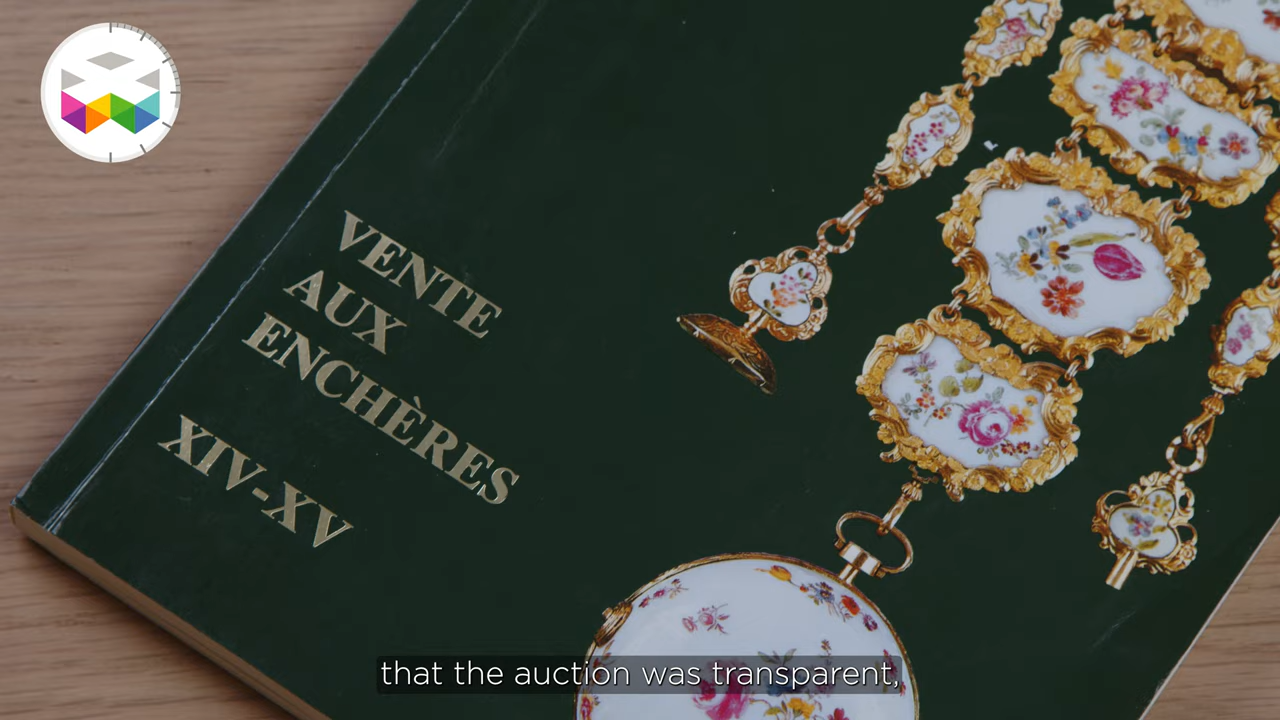 VENTE
AUX
ENCHÈRES
XIV-XV
that the auction was transparent,